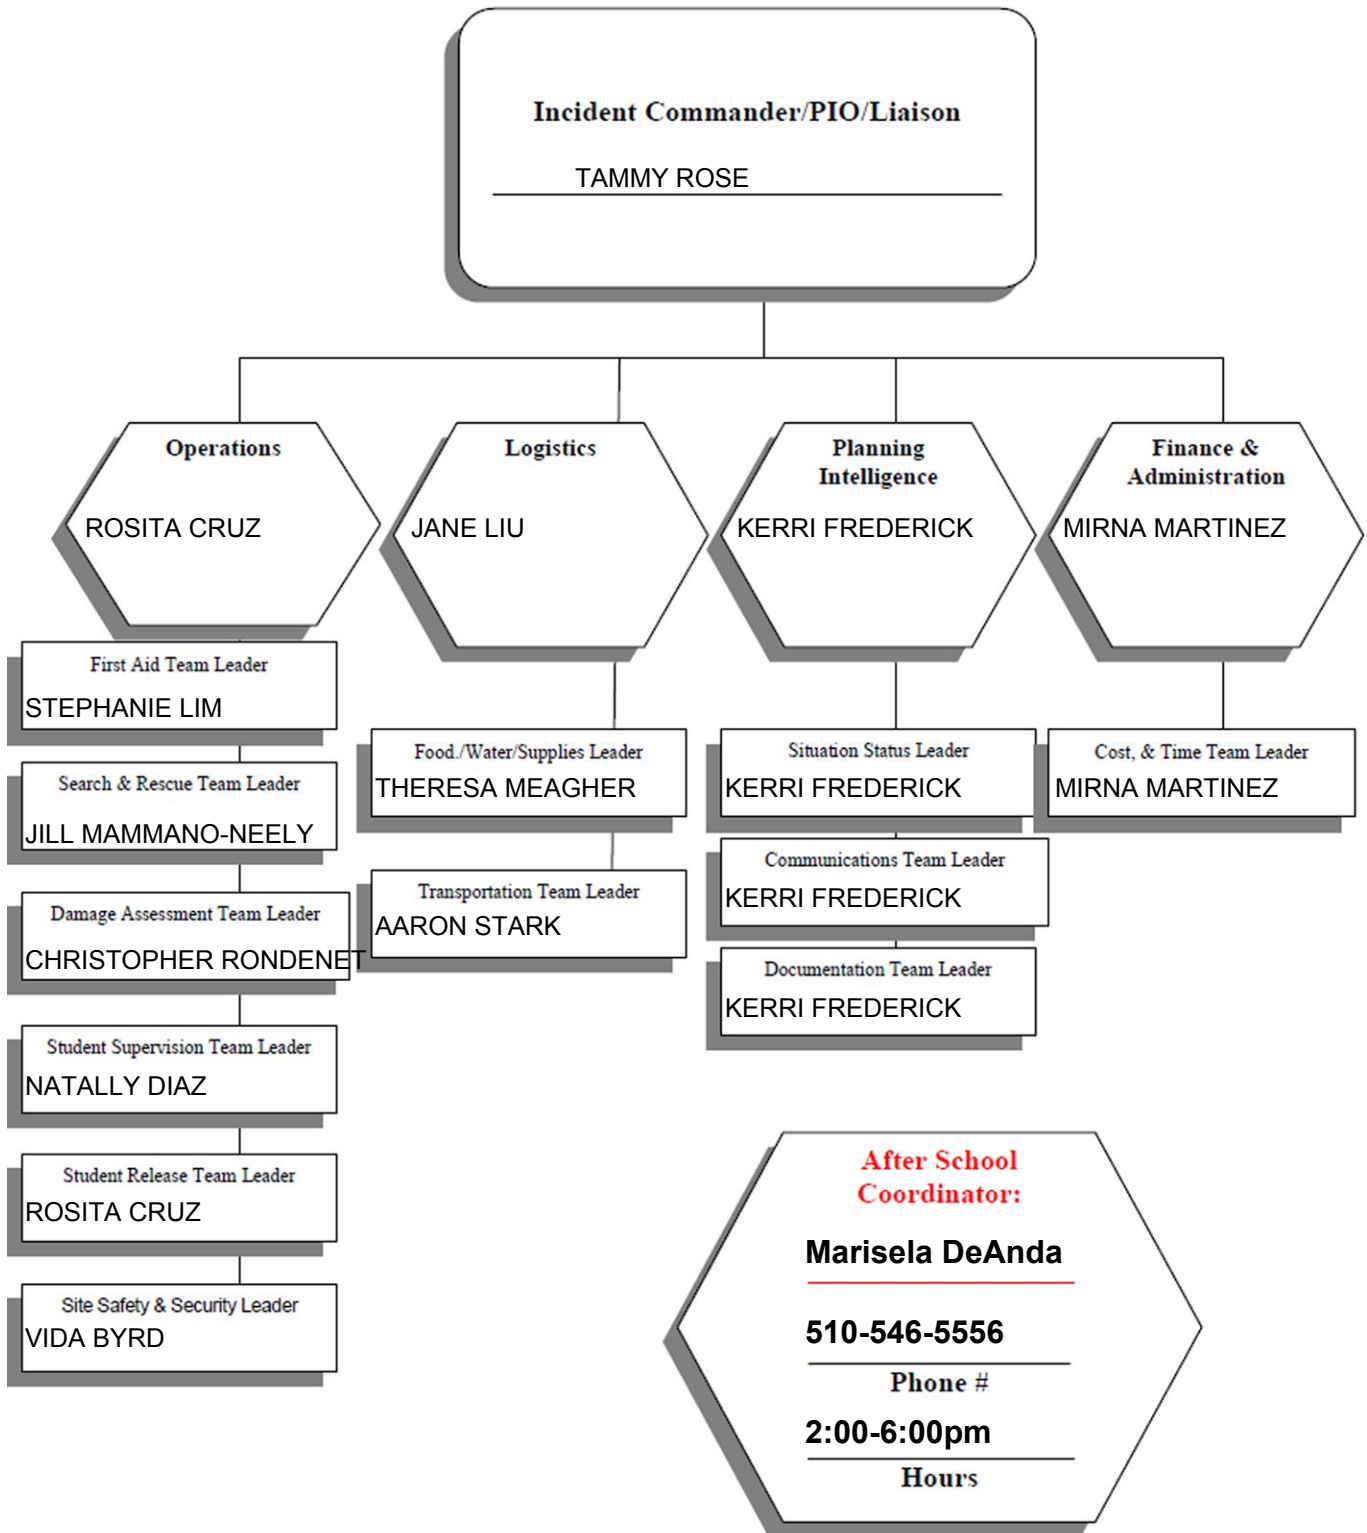 Incident Commander/PIO/Liaison
TAMMY ROSE
Operations
ROSITA CRUZ
First Aid Team Leader
STEPHANIE LIM
Search & Rescue Team Leader
JILL MAMMANO-NEELY
Damage Assessment Team Leader
CHRISTOPHER RONDENET
Student Supervision Team Leader
NATALLY DIAZ
Student Release Team Leader
ROSITA CRUZ
Site Safety & Security Leader
VIDA BYRD
Logistics
JANE LIU
Food./Water/Supplies Leader
THERESA MEAGHER
Transportation Team Leader
AARON STARK
Planning
Intelligence
KERRI FREDERICK
Situation Status Leader
KERRI FREDERICK
Communications Team Leader
KERRI FREDERICK
Documentation Team Leader
KERRI FREDERICK
Finance &
Administration
MIRNA MARTINEZ
Cost, & Time Team Leader
MIRNA MARTINEZ
After School
Coordinator:
Marisela DeAnda
510-546-5556
Phone #
2:00-6:00pm
Hours